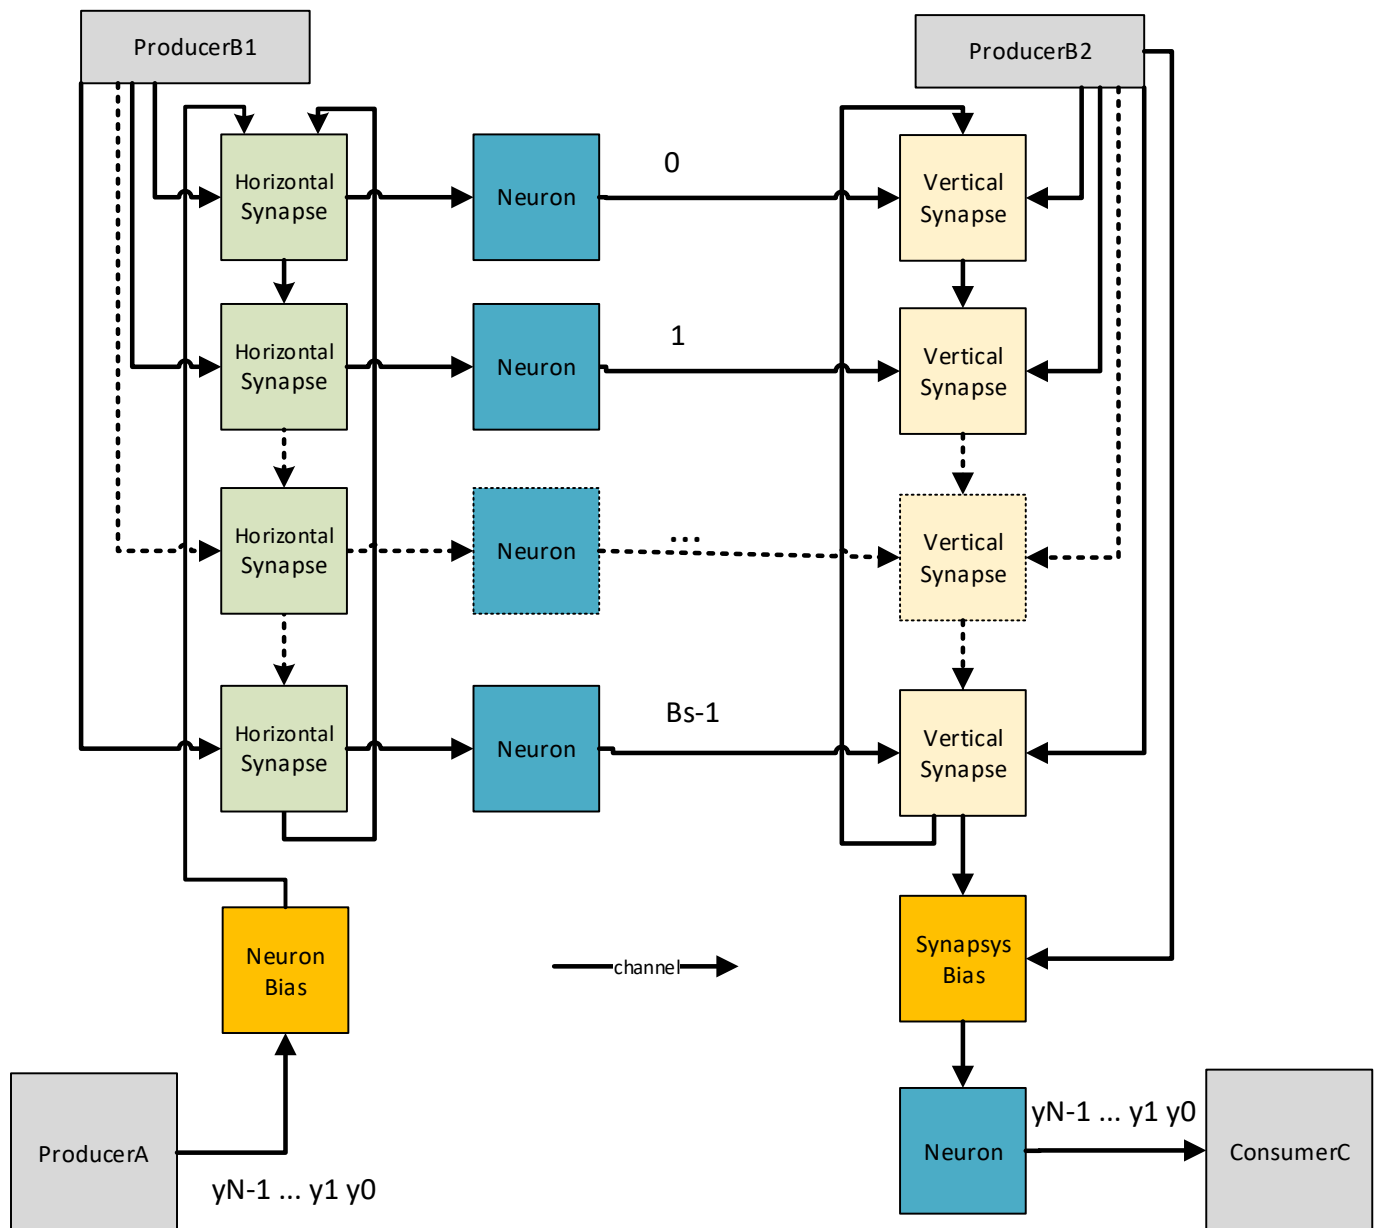 ProducerB1
ProducerB2
Horizontal
Synapse
Neuron
0
Vertical
Synapse
Horizontal
Synapse
Neuron
1
Vertical
Synapse
Horizontal
Synapse
Neuron
...
Vertical
Synapse
Horizontal
Synapse
Neuron
Bs-1
Vertical
Synapse
Neuron
Bias
channel
Synapsys
Bias
ProducerA
yN-1 ... y1 y0
Neuron
yN-1 ... y1 y0
ConsumerC